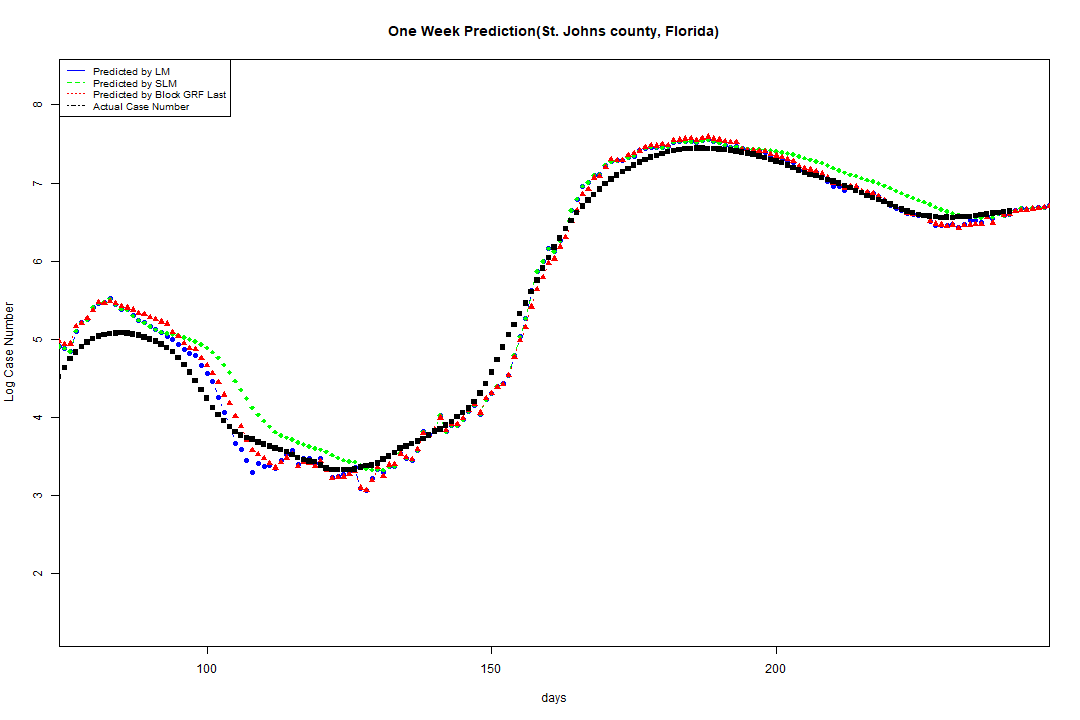 One Week Prediction(St. Johns county, Florida)
Predicted by LM
Predicted by SLM
Predicted by Block GRF Last
Actual Case Number
8
7
6
5
4
3
2
Log Case Number
100 150 200
days